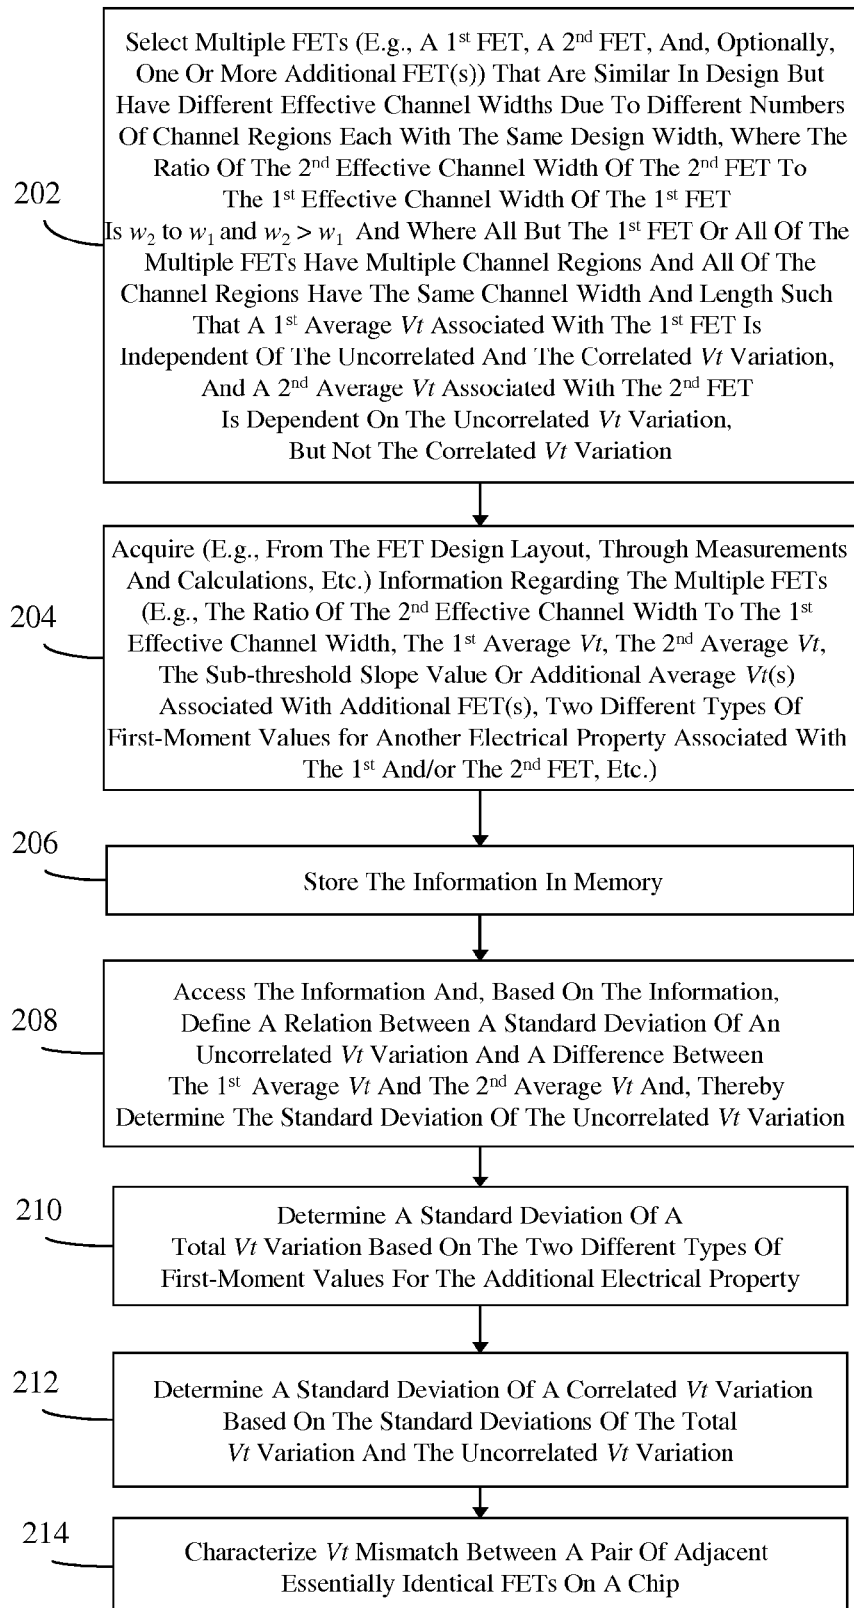 202
Select Multiple FETs (E.g., A 1st FET, A 2nd FET, And, Optionally,
One Or More Additional FET(s)) That Are Similar In Design But
Have Different Effective Channel Widths Due To Different Numbers
Of Channel Regions Each With The Same Design Width, Where The
Ratio Of The 2nd Effective Channel Width Of The 2nd FET To
The 1st Effective Channel Width Of The 1st FET
Is w2 to w1 and w2 > w1 And Where All But The 1st FET Or All Of The
Multiple FETs Have Multiple Channel Regions And All Of The
Channel Regions Have The Same Channel Width And Length Such
That A 1st Average Vt Associated With The 1st FET Is
Independent Of The Uncorrelated And The Correlated Vt Variation,
And A 2nd Average Vt Associated With The 2nd FET
Is Dependent On The Uncorrelated Vt Variation,
But Not The Correlated Vt Variation
204
Acquire (E.g., From The FET Design Layout, Through Measurements
And Calculations, Etc.) Information Regarding The Multiple FETs
(E.g., The Ratio Of The 2nd Effective Channel Width To The 1st
Effective Channel Width, The 1st Average Vt, The 2nd Average Vt,
The Sub-threshold Slope Value Or Additional Average Vt(s)
Associated With Additional FET(s), Two Different Types Of
First-Moment Values for Another Electrical Property Associated With
The 1st And/or The 2nd FET, Etc.)
206
Store The Information In Memory
208
Access The Information And, Based On The Information,
Define A Relation Between A Standard Deviation Of An
Uncorrelated Vt Variation And A Difference Between
The 1st Average Vt And The 2nd Average Vt And, Thereby
Determine The Standard Deviation Of The Uncorrelated Vt Variation
210
Determine A Standard Deviation Of A
Total Vt Variation Based On The Two Different Types Of
First-Moment Values For The Additional Electrical Property
212
Determine A Standard Deviation Of A Correlated Vt Variation
Based On The Standard Deviations Of The Total
Vt Variation And The Uncorrelated Vt Variation
214
Characterize Vt Mismatch Between A Pair Of Adjacent
Essentially Identical FETs On A Chip